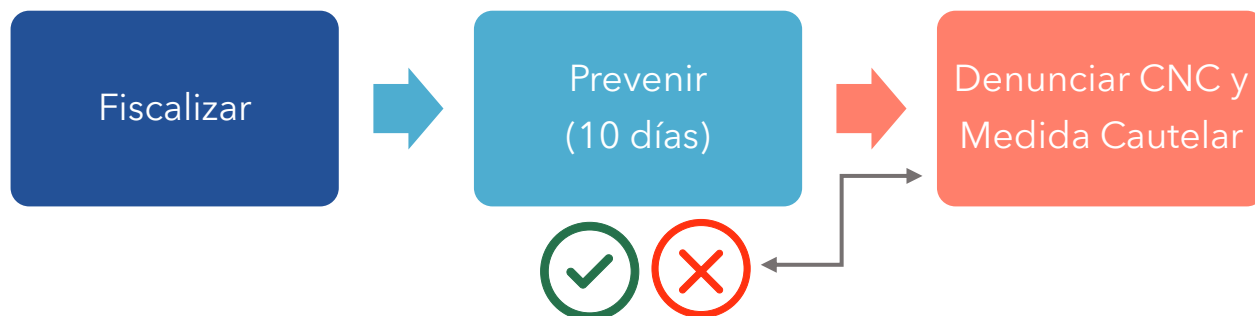 Fiscalizar
Prevenir
(10 días)
Denunciar CNC y
Medida Cautelar